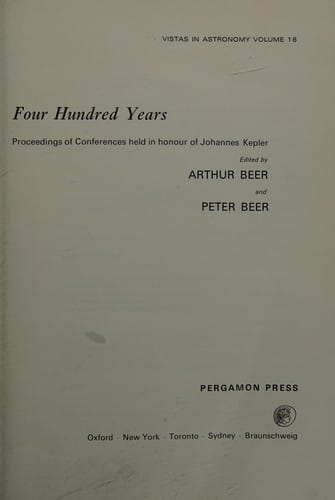 VISTAS IN ASTRONOMY VOLUME 18
Four Hundred Years
Proceedings of Conferences held in honour of Johannes Kepler
Edited by
ARTHUR BEER
and
PETER BEER
PERGAMON PRESS
Oxford · New York · Toronto · Sydney · Braunschweig